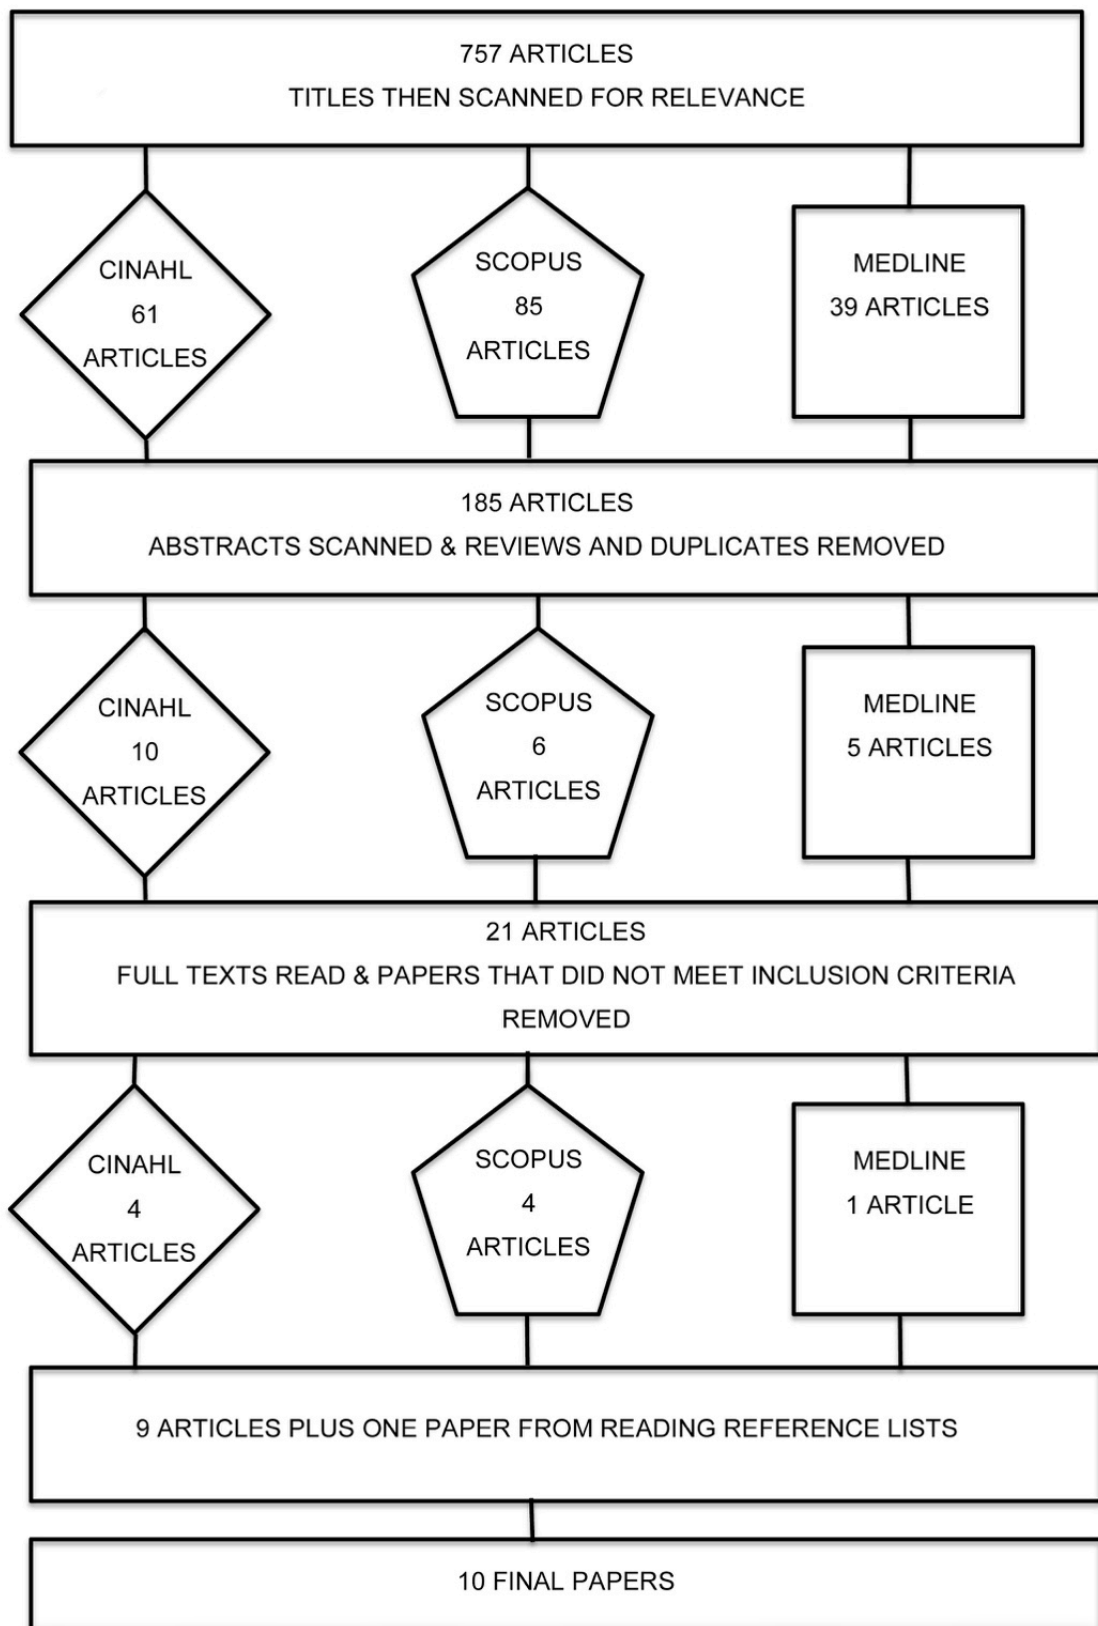 757 ARTICLES
TITLES THEN SCANNED FOR RELEVANCE
CINAHL
61
ARTICLES
SCOPUS
85
ARTICLES
MEDLINE
39 ARTICLES
185 ARTICLES
ABSTRACTS SCANNED & REVIEWS AND DUPLICATES REMOVED
CINAHL
10
ARTICLES
SCOPUS
6
ARTICLES
MEDLINE
5 ARTICLES
21 ARTICLES
FULL TEXTS READ & PAPERS THAT DID NOT MEET INCLUSION CRITERIA
REMOVED
CINAHL
4
ARTICLES
SCOPUS
4
ARTICLES
MEDLINE
1 ARTICLE
9 ARTICLES PLUS ONE PAPER FROM READING REFERENCE LISTS
10 FINAL PAPERS